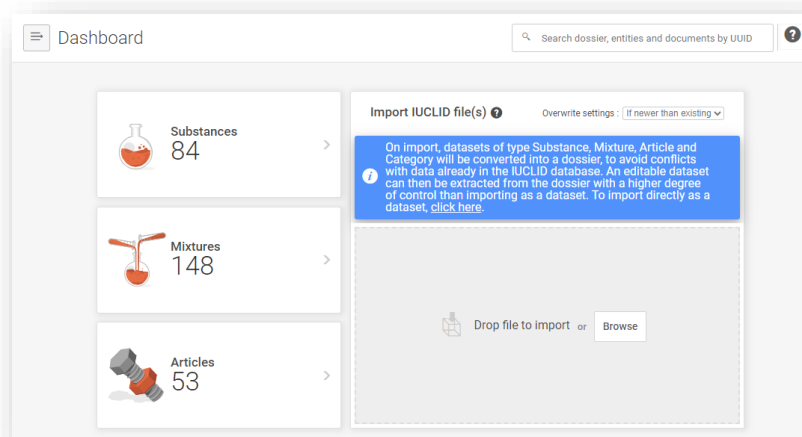 Dashboard
Search dossier, entities and documents by UUID
?
Substances
84
Mixtures
148
Articles
53
Import IUCLID file(s) ?
Overwrite settings : If newer than existing
On import, datasets of type Substance, Mixture, Article and
Category will be converted into a dossier, to avoid conflicts
with data already in the IUCLID database. An editable dataset
can then be extracted from the dossier with a higher degree
of control than importing as a dataset. To import directly as a
dataset, click here.
Drop file to import or Browse